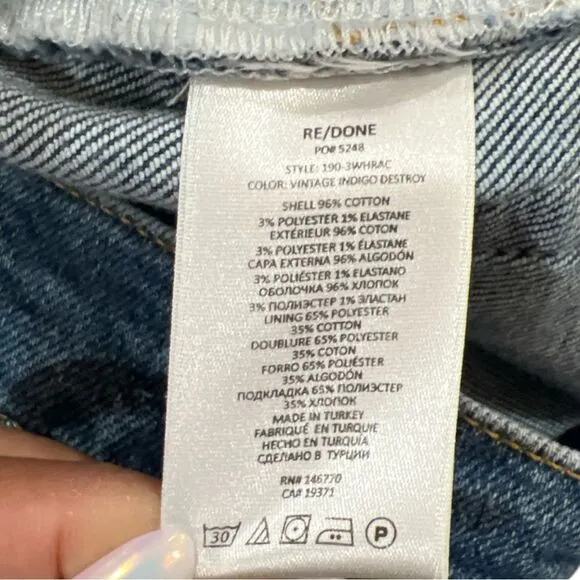 RE/DONE
PO# 5248
STYLE: 190-3WHRAC
COLOR: VINTAGE INDIGO DESTROY
SHELL 96% COTTON
3% POLYESTER 1% ELASTANE
EXTÉRIEUR 96% COTON
3% POLYESTER 1% ÉLASTANE
CAPA EXTERNA 96% ALGODÓN
3% POLIÉSTER 1% ELASTANO
ОБОЛОЧКА 96% ХЛОПОК
3% ПОЛИЭСТЕР 1% ЭЛАСТАН
LINING 65% POLYESTER
35% COTTON
DOUBLURE 65% POLYESTER
35% COTON
FORRO 65% POLIÉSTER
35% ALGODÓN
ПОДКЛАДКА 65% ПОЛИЭСТЕР
35% ХЛОПОК
MADE IN TURKEY
FABRIQUÉ EN TURQUIE
HECHO EN TURQUÍA
СДЕЛАНО В ТУРЦИИ
RN# 146770
CA# 19371
30 P